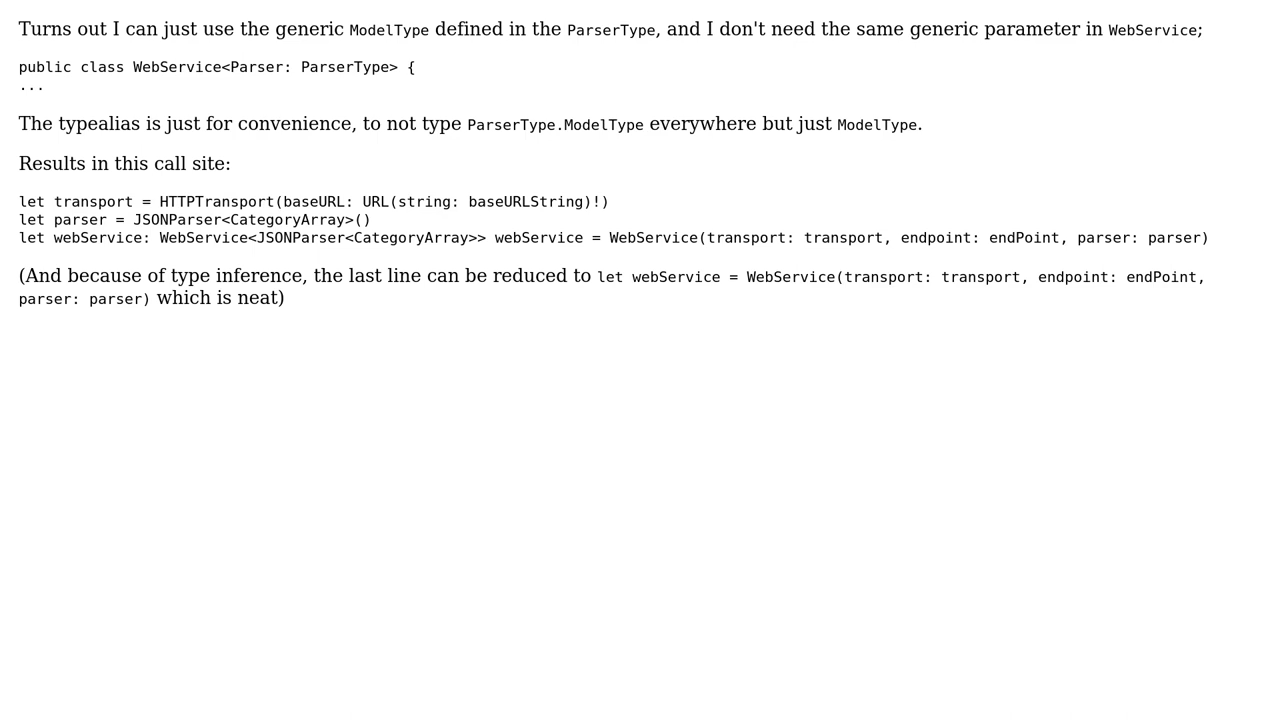 Turns out I can just use the generic ModelType defined in the ParserType, and I don't need the same generic parameter in WebService;
public class WebService<Parser: ParserType> {
...
The typealias is just for convenience, to not type ParserType.ModelType everywhere but just ModelType.
Results in this call site:
let transport = HTTPTransport(baseURL: URL(string: baseURLString)!)
let parser = JSONParser<CategoryArray>()
let webService: WebService<JSONParser<CategoryArray>> webService = WebService(transport: transport, endpoint: endPoint, parser: parser)
(And because of type inference, the last line can be reduced to let webService = WebService(transport: transport, endpoint: endPoint,
parser: parser) which is neat)